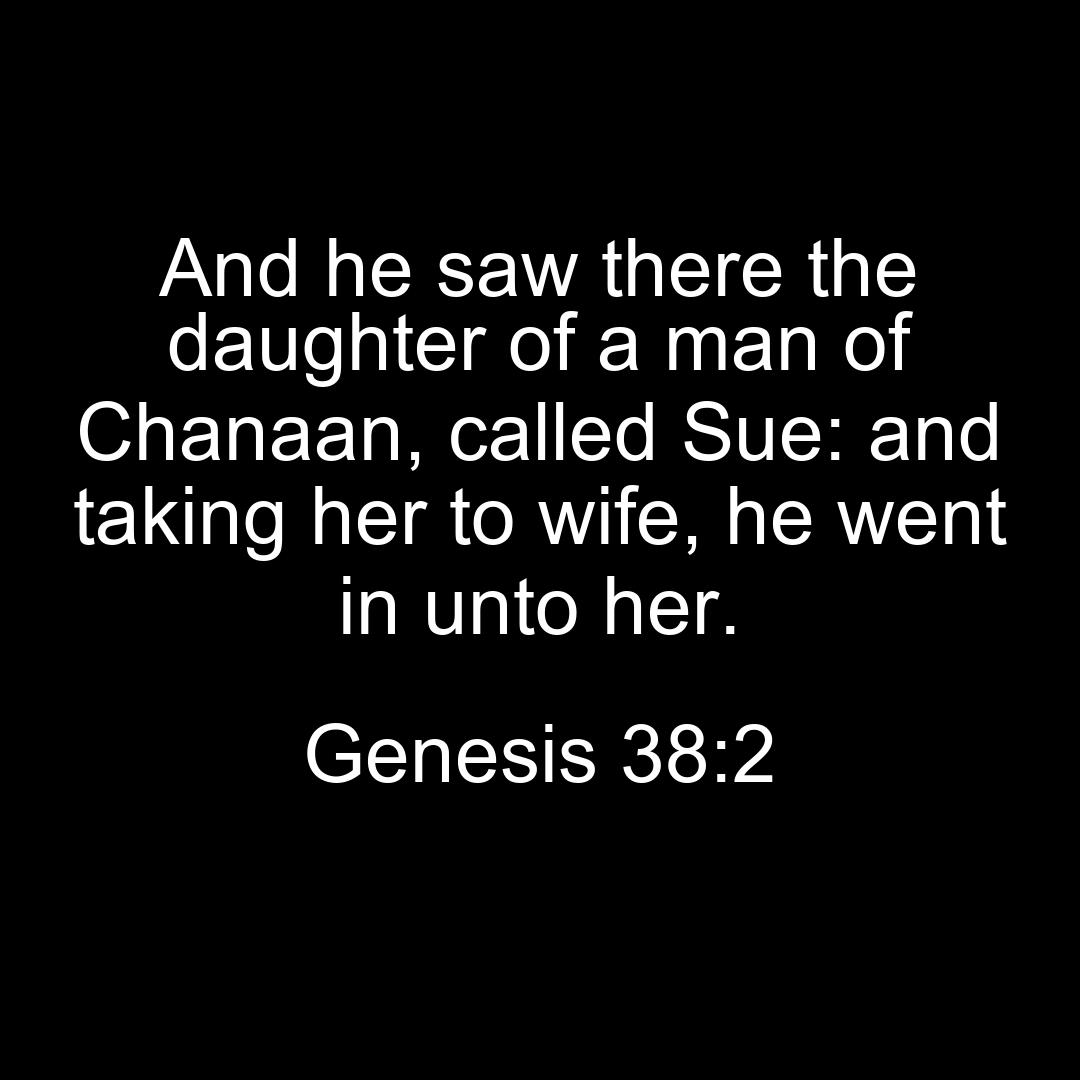 And he saw there the
daughter of a man of
Chanaan, called Sue: and
taking her to wife, he went
in unto her.
Genesis 38:2